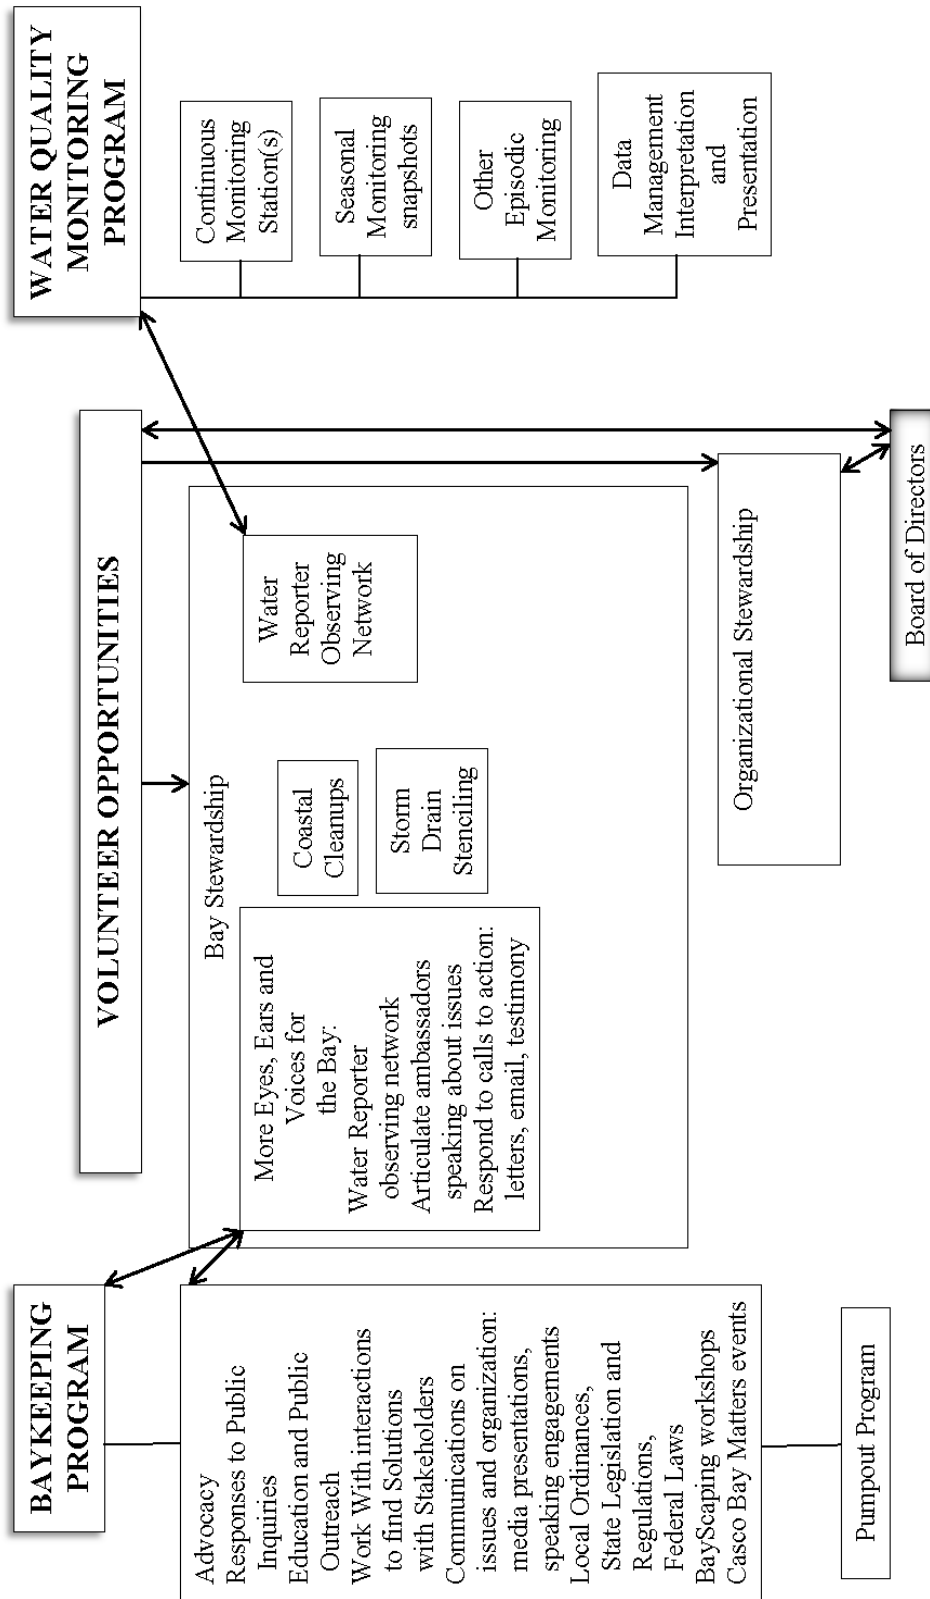 BAYKEEPING
PROGRAM
Advocacy
Responses to Public
Inquiries
Education and Public
Outreach
Work With interactions
to find Solutions
with Stakeholders
Communications on
issues and organization:
media presentations,
speaking engagements
Local Ordinances,
State Legislation and
Regulations,
Federal Laws
BayScaping workshops
Casco Bay Matters events
Pumpout Program
VOLUNTEER OPPORTUNITIES
Bay Stewardship
More Eyes, Ears and
Voices for
the Bay:
Water Reporter
observing network
Articulate ambassadors
speaking about issues
Respond to calls to action:
letters, email, testimony
Coastal
Cleanups
Storm
Drain
Stenciling
Water
Reporter
Observing
Network
Organizational Stewardship
Board of Directors
WATER QUALITY
MONITORING
PROGRAM
Continuous
Monitoring
Station(s)
Seasonal
Monitoring
snapshots
Other
Episodic
Monitoring
Data
Management
Interpretation
and
Presentation